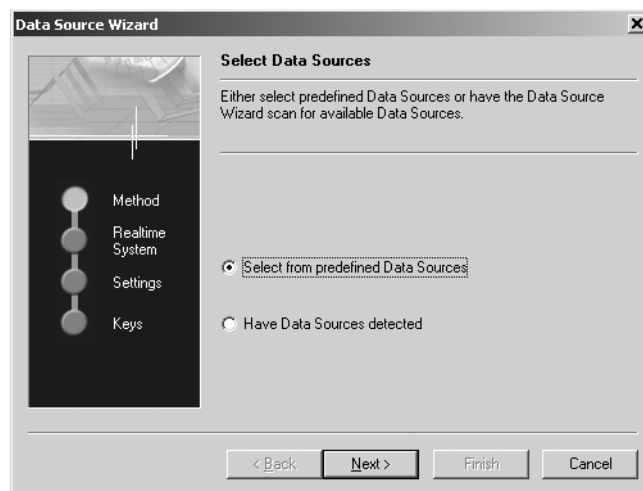 Data Source Wizard
Select Data Sources
Either select predefined Data Sources or have the Data Source
Wizard scan for available Data Sources.
Method
Realtime
System
Settings
Keys
Select from predefined Data Sources
Have Data Sources detected
< Back
Next >
Finish
Cancel